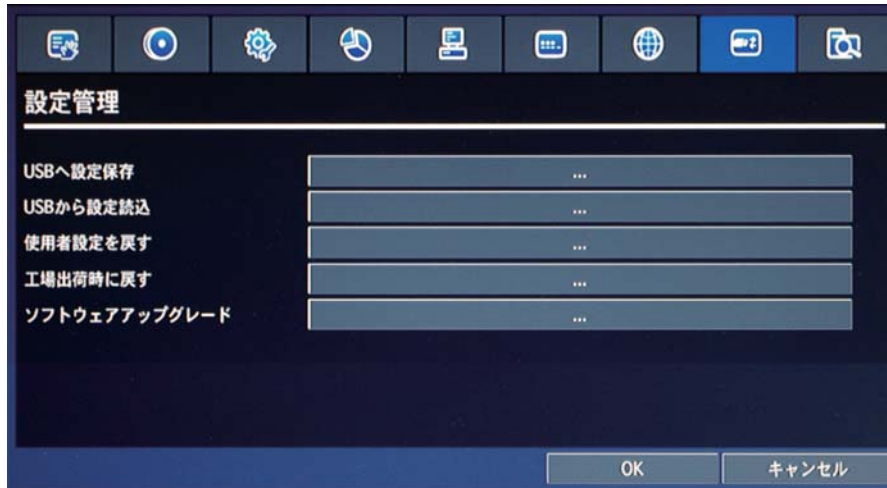 設定管理
USBへ設定保存
...
USBから設定読込
...
使用者設定を戻す
...
工場出荷時に戻す
...
ソフトウェアアップグレード
...
OK
キャンセル